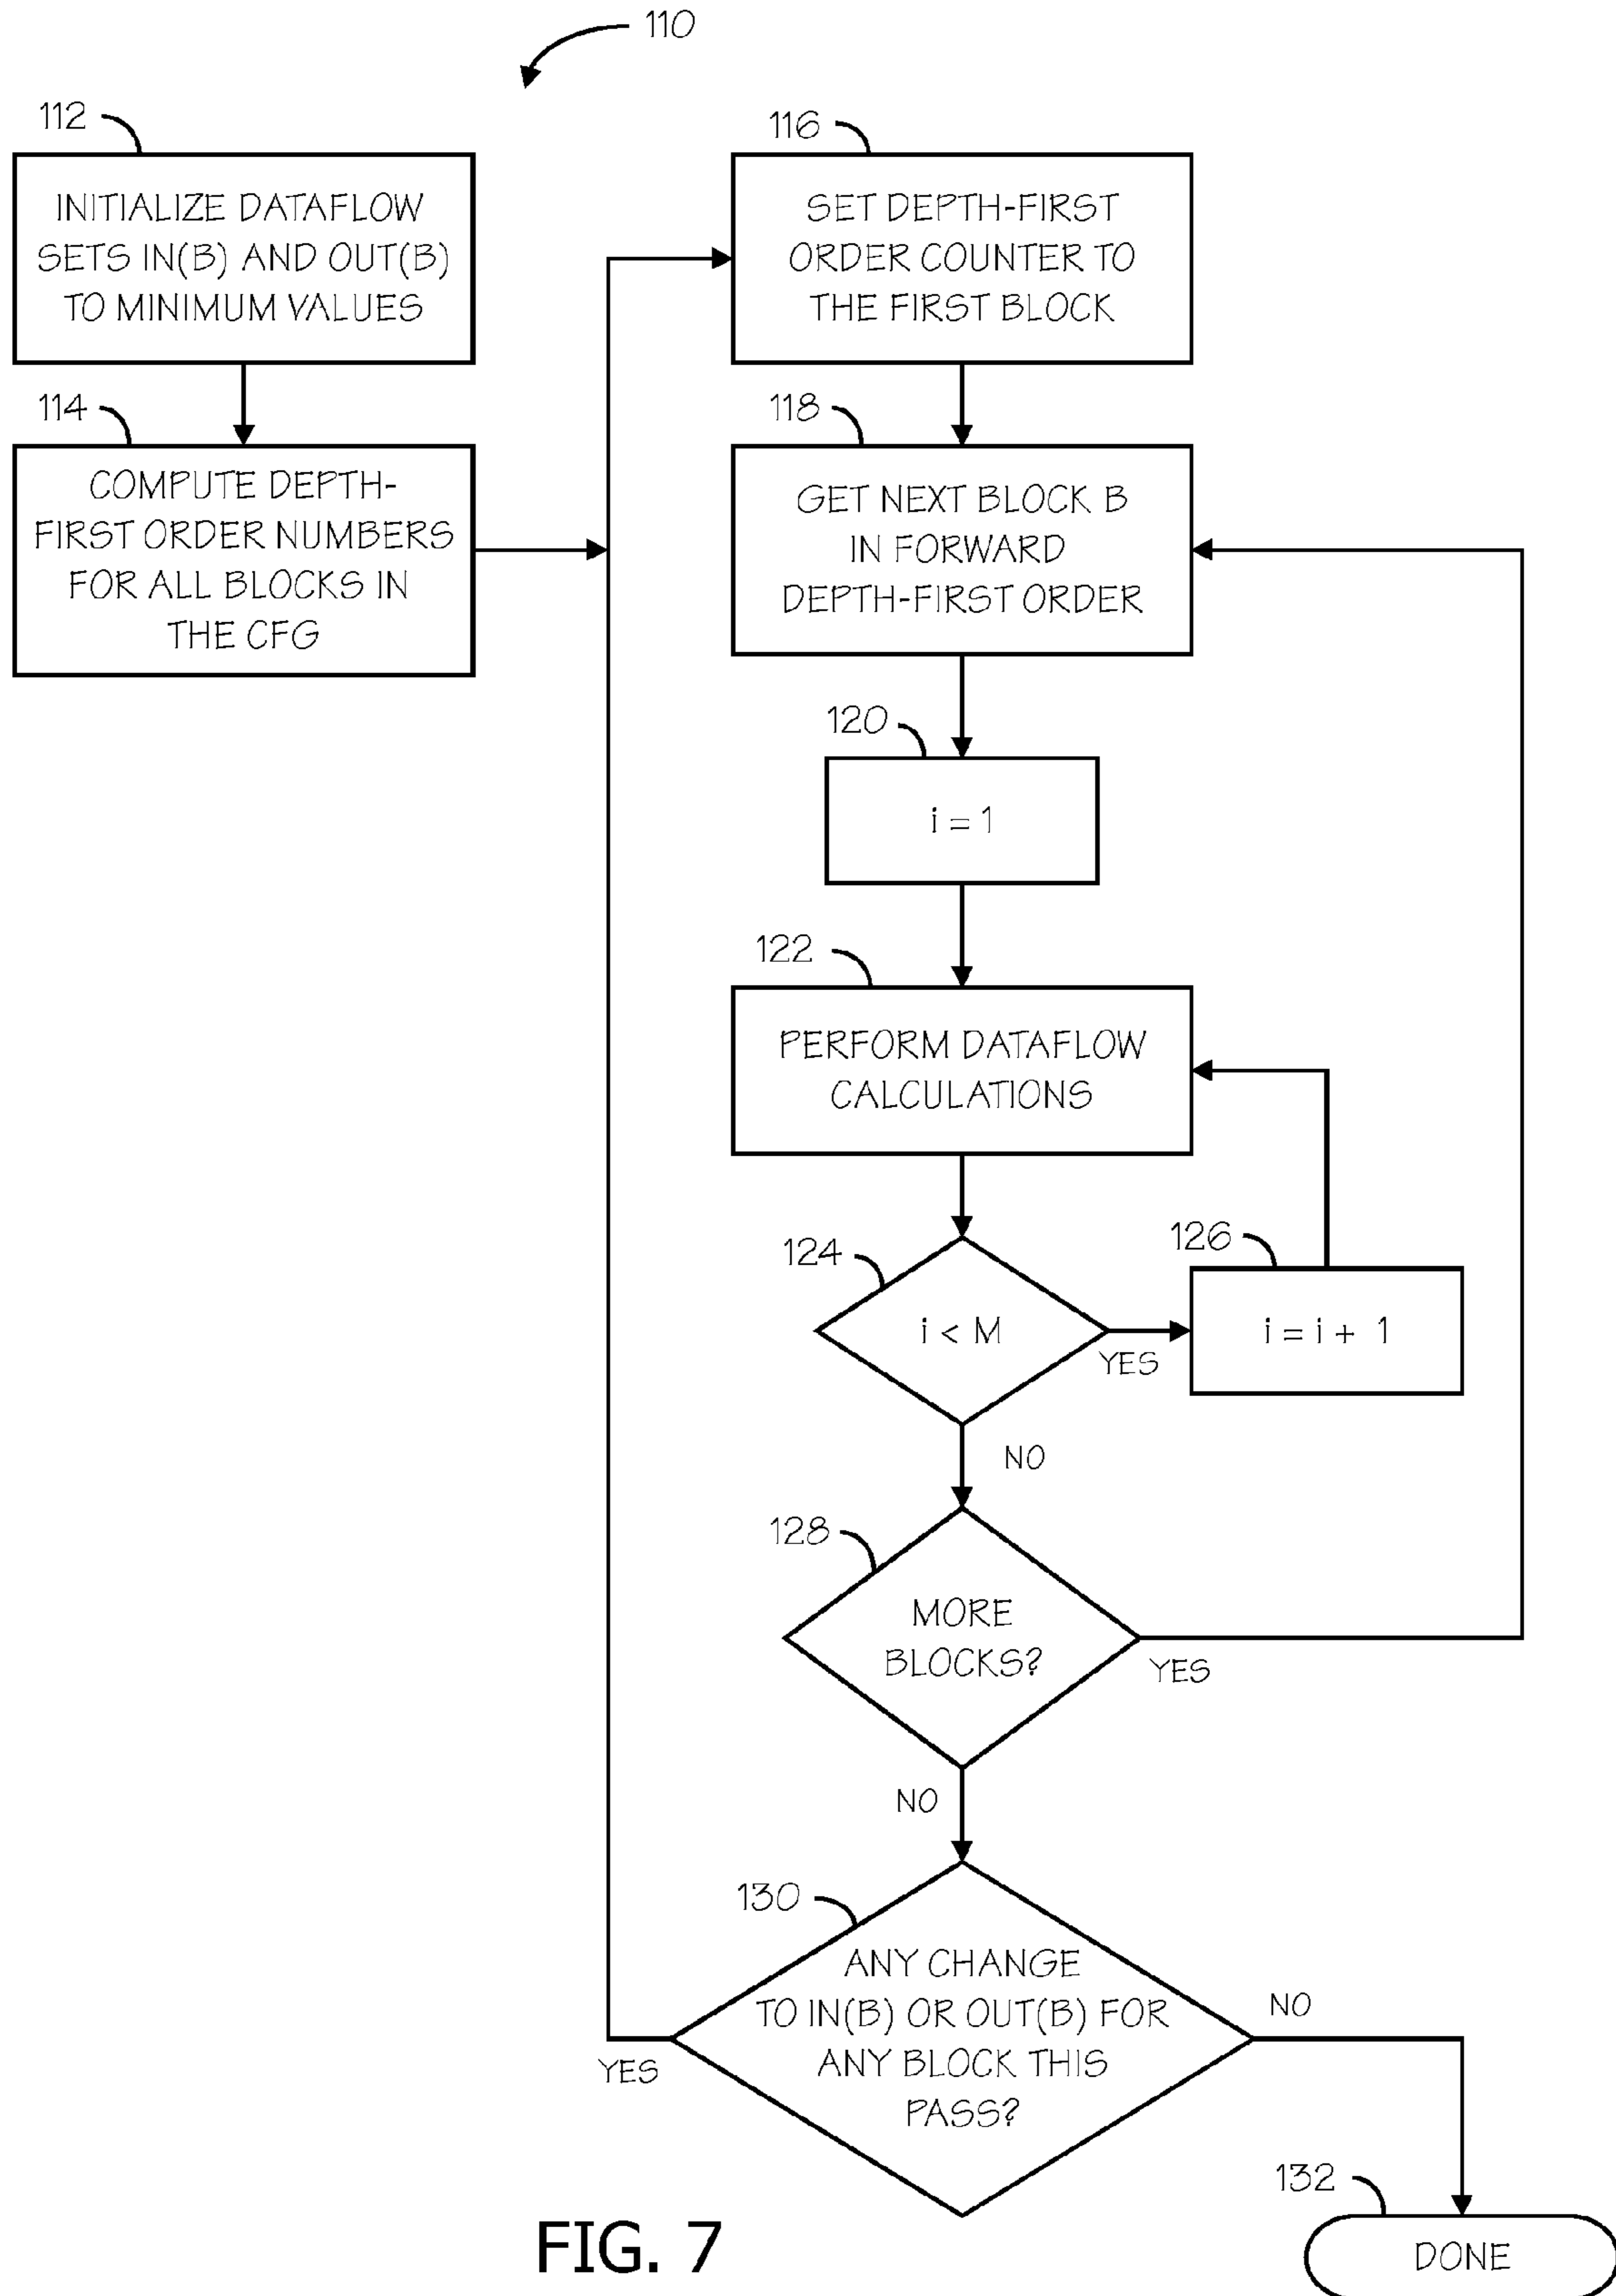 110
112
INITIALIZE DATAFLOW
SETS IN(B) AND OUT(B)
TO MINIMUM VALUES
114
COMPUTE DEPTH-
FIRST ORDER NUMBERS
FOR ALL BLOCKS IN
THE CFG
116
SET DEPTH-FIRST
ORDER COUNTER TO
THE FIRST BLOCK
118
GET NEXT BLOCK B
IN FORWARD
DEPTH-FIRST ORDER
120
i = 1
122
PERFORM DATAFLOW
CALCULATIONS
124
i < M
YES
126
i = i + 1
NO
128
MORE
BLOCKS?
YES
NO
130
ANY CHANGE
TO IN(B) OR OUT(B) FOR
ANY BLOCK THIS
PASS?
YES
NO
132
DONE
FIG. 7